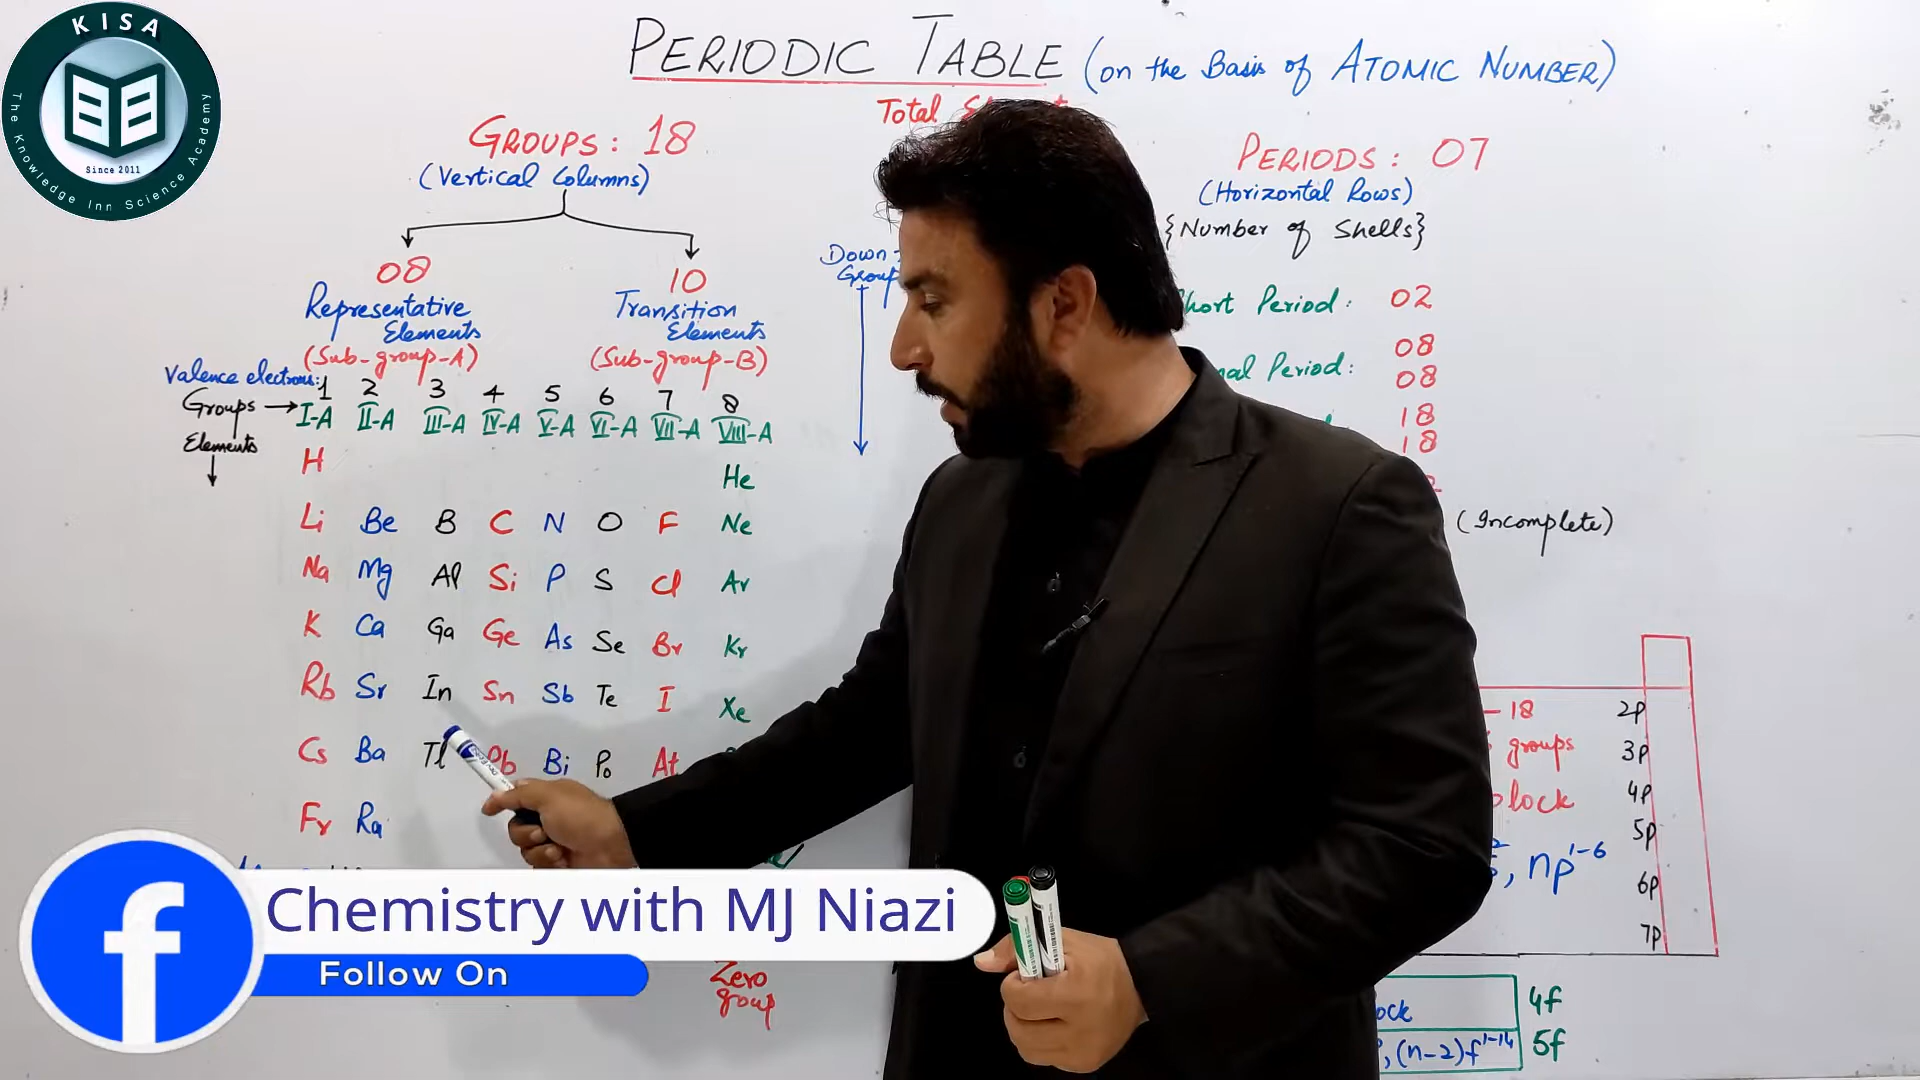 KISA
The Knowledge Inn Science Academy
Since 2011
PERIODIC TABLE (on the Basis of ATOMIC NUMBER)
Total
GROUPS: 18
(Vertical Columns)
08
Representative
Elements
(Sub-group-A)
10
Transition
Elements
(Sub-group-B)
Valence electrons: 1 2 3 4 5 6 7 8
Groups → I-A II-A III-A IV-A V-A VI-A VII-A VIII-A
Elements
H He
Li Be B C N O F Ne
Na Mg Al Si P S Cl Ar
K Ca Ga Ge As Se Br Kr
Rb Sr In Sn Sb Te I Xe
Cs Ba Tl Pb Bi Po At
Fr Ra
Zero
group
Down
Group
PERIODS: 07
(Horizontal Rows)
{Number of Shells}
Short Period: 02
08
Period:
08
18
18
(Incomplete)
-18
groups
block
np¹⁻⁶
2p
3p
4p
5p
6p
7p
, (n-2)f¹⁻¹⁴
4f
5f
Chemistry with MJ Niazi
Follow On